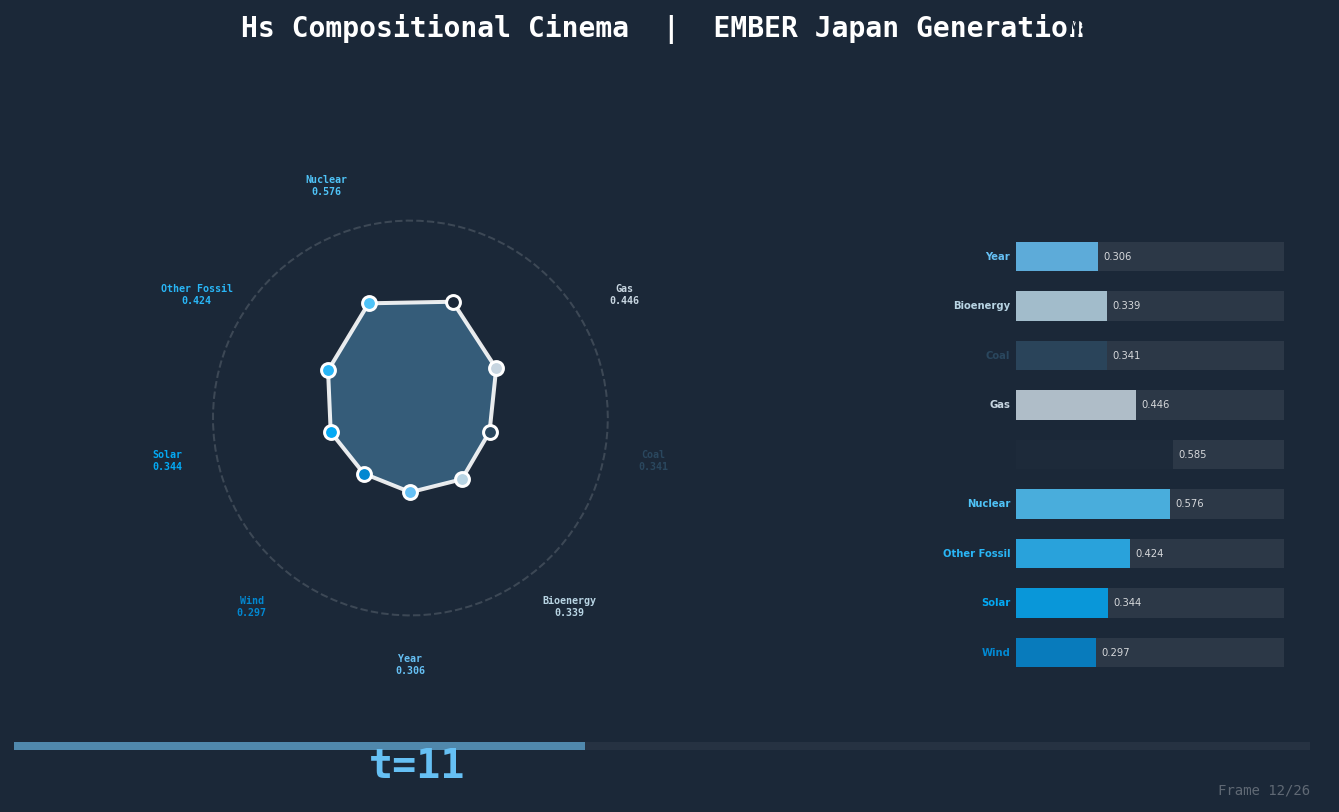 Hs Compositional Cinema | EMBER Japan Generation
Nuclear
0.576
Other Fossil
0.424
Gas
0.446
Solar
0.344
Coal
0.341
Wind
0.297
Bioenergy
0.339
Year
0.306
Year
0.306
Bioenergy
0.339
Coal
0.341
Gas
0.446
0.585
Nuclear
0.576
Other Fossil
0.424
Solar
0.344
Wind
0.297
t=11
Frame 12/26